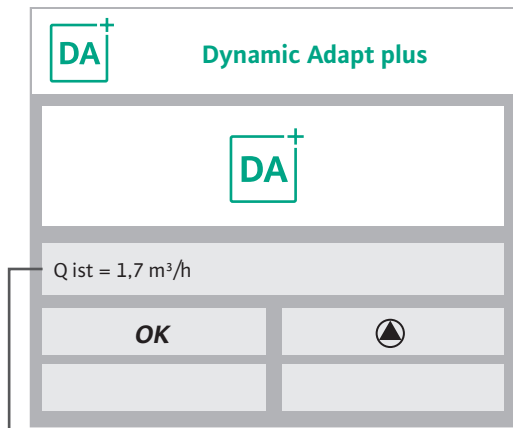 DA+
Dynamic Adapt plus
DA+
Q ist = 1,7 m³/h
OK